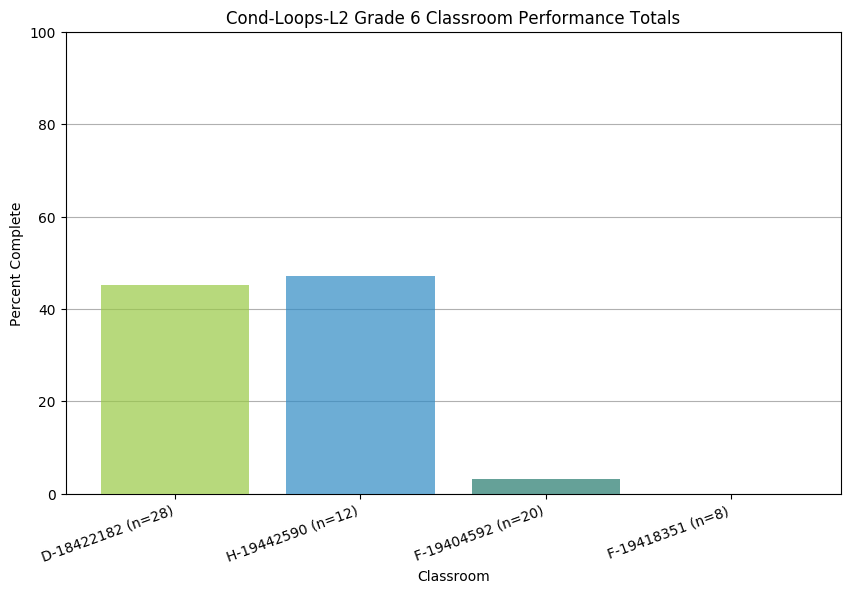 Cond-Loops-L2 Grade 6 Classroom Performance Totals
Percent Complete
100
80
60
40
20
0
D-18422182 (n=28)
H-19442590 (n=12)
F-19404592 (n=20)
F-19418351 (n=8)
Classroom